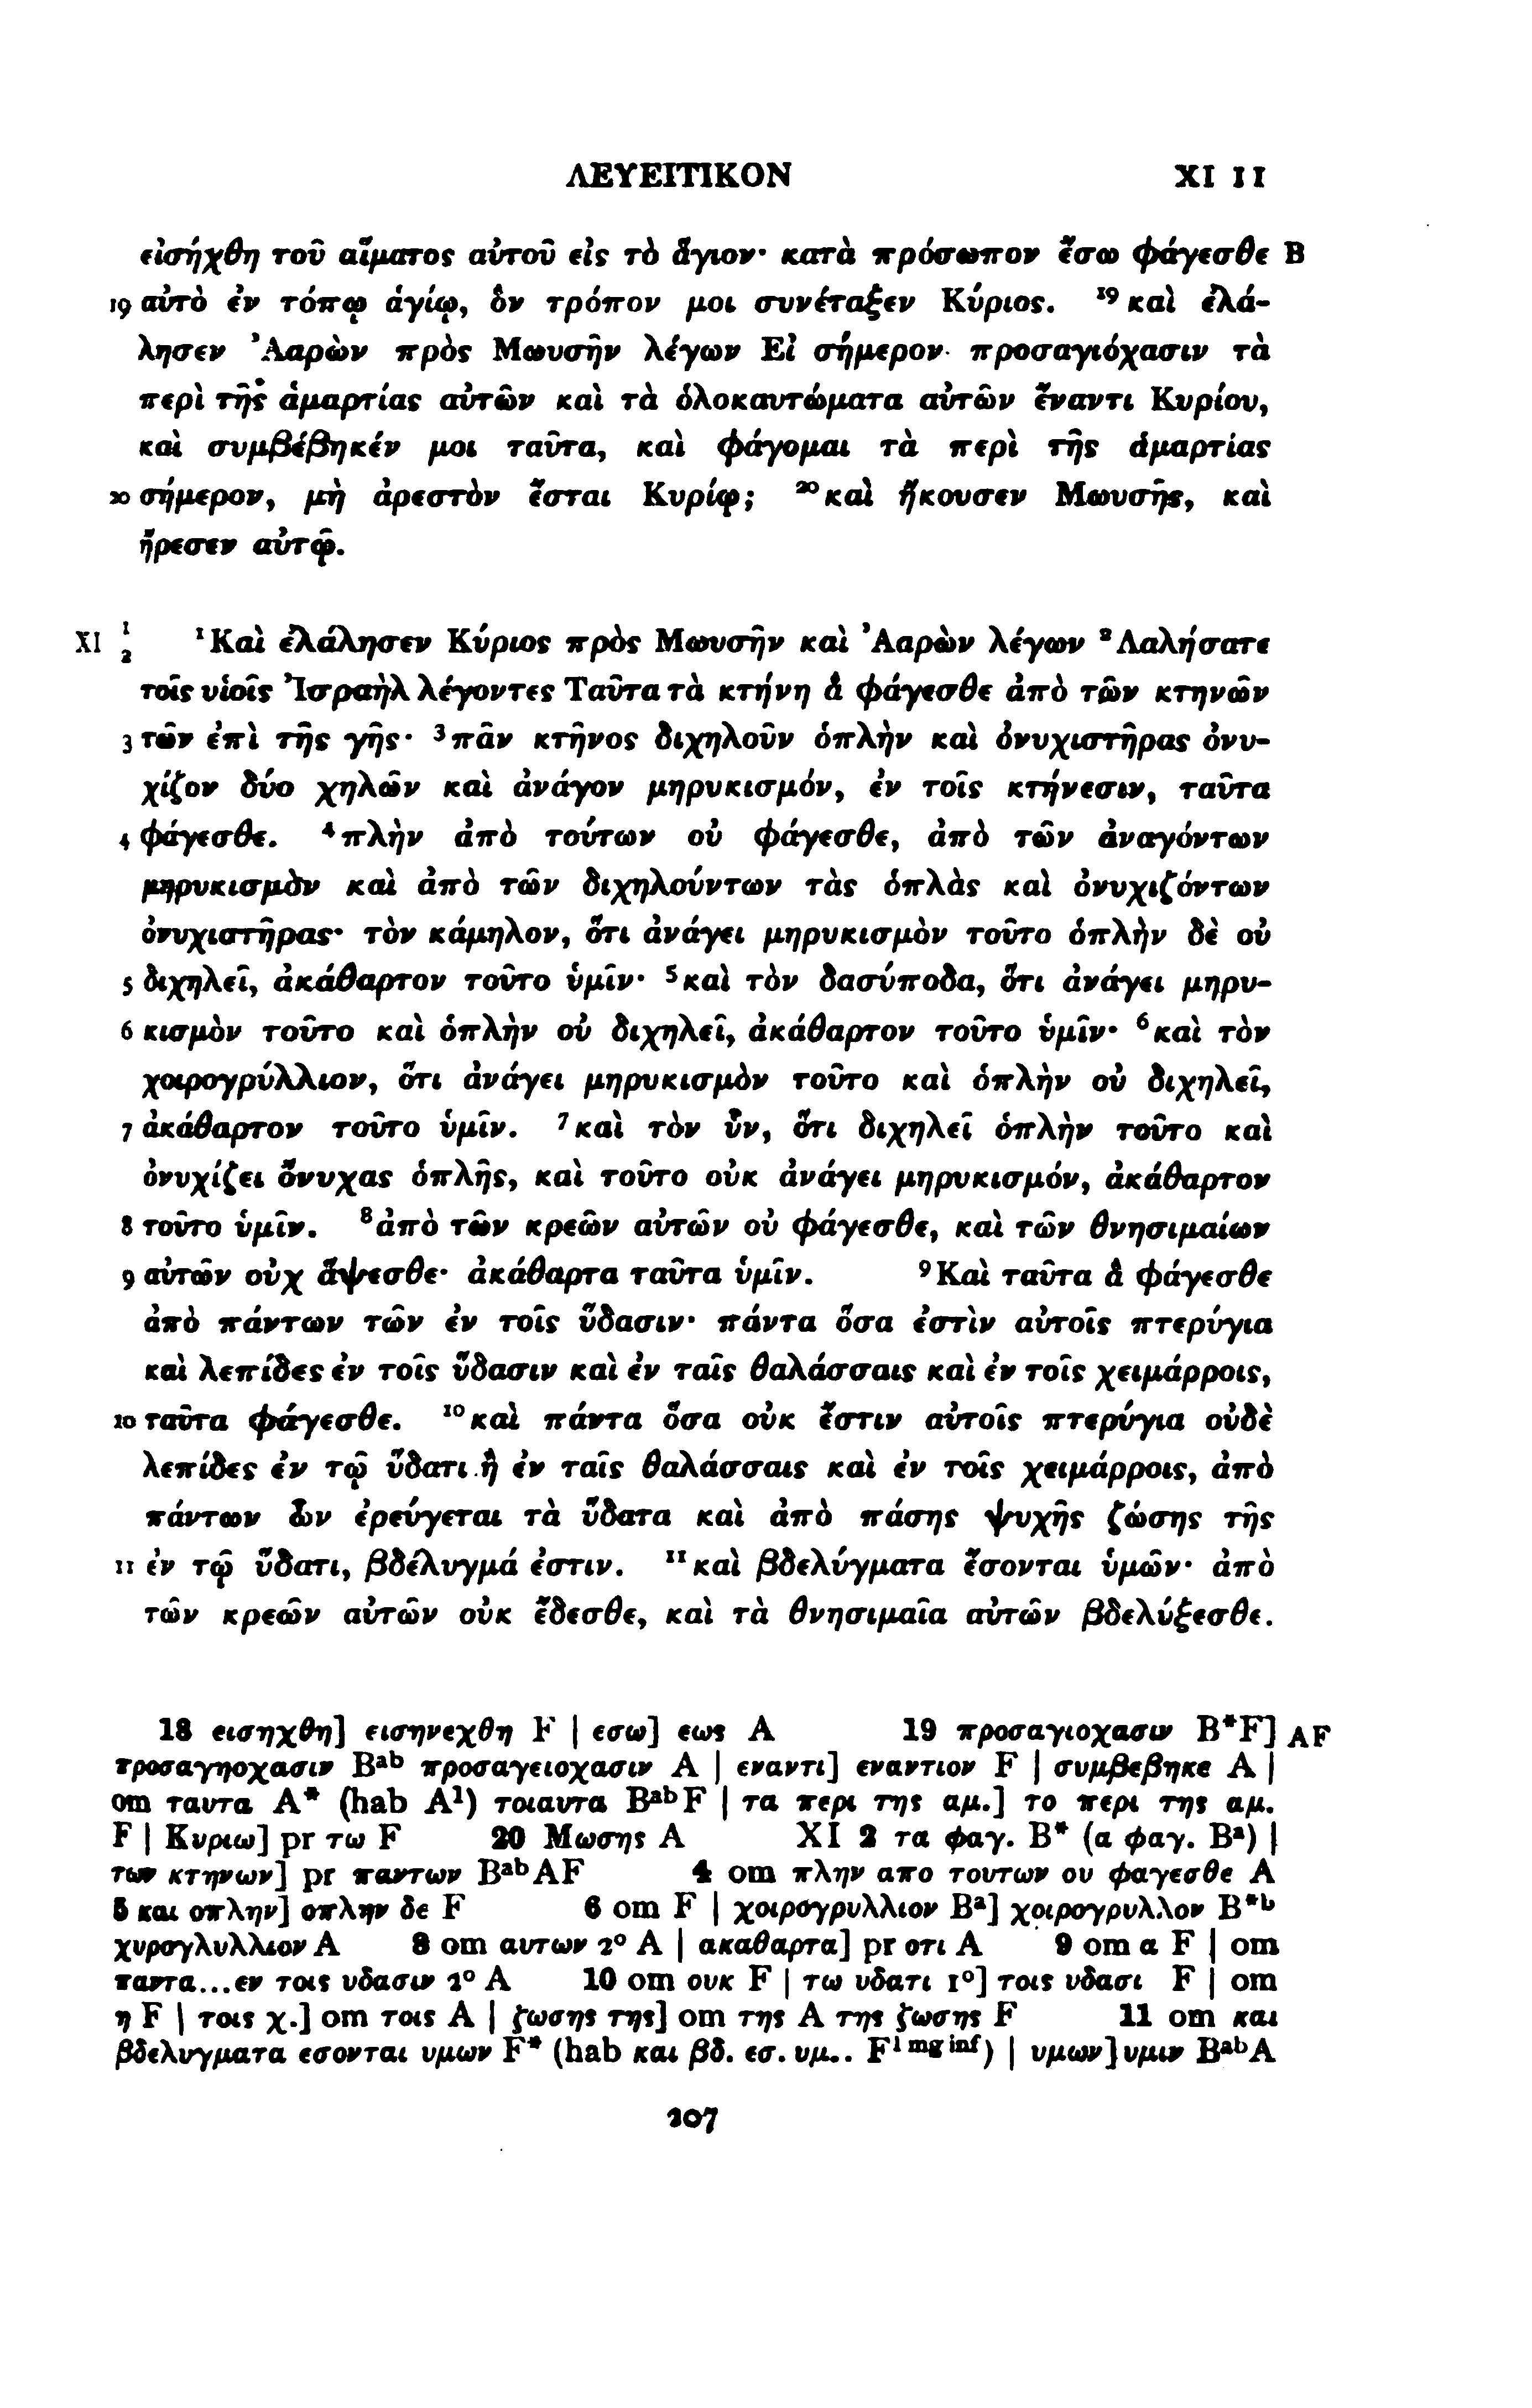 ΛΕΥΕΙΤΙΚΟΝ XI 11
εἰσήχθη τοῦ αἵματος αὐτοῦ εἰς τὸ ἅγιον· κατὰ πρόσωπον ἔσω φάγεσθε B
19 αὐτὸ ἐν τόπῳ ἁγίῳ, ὃν τρόπον μοι συνέταξεν Κύριος. ¹⁹καὶ ἐλά-
λησεν Ἀαρὼν πρὸς Μωυσῆν λέγων Εἰ σήμερον προσαγιόχασιν τὰ
περὶ τῆς ἁμαρτίας αὐτῶν καὶ τὰ ὁλοκαυτώματα αὐτῶν ἔναντι Κυρίου,
καὶ συμβέβηκέν μοι ταῦτα, καὶ φάγομαι τὰ περὶ τῆς ἁμαρτίας
20 σήμερον, μὴ ἀρεστὸν ἔσται Κυρίῳ; ²⁰καὶ ἤκουσεν Μωυσῆς, καὶ
ἤρεσεν αὐτῷ.
XI 1 2 ¹Καὶ ἐλάλησεν Κύριος πρὸς Μωυσῆν καὶ Ἀαρὼν λέγων ²Λαλήσατε
τοῖς υἱοῖς Ἰσραὴλ λέγοντες Ταῦτα τὰ κτήνη ἃ φάγεσθε ἀπὸ τῶν κτηνῶν
3 τῶν ἐπὶ τῆς γῆς· ³πᾶν κτῆνος διχηλοῦν ὁπλὴν καὶ ὀνυχιστῆρας ὀνυ-
χίζον δύο χηλῶν καὶ ἀνάγον μηρυκισμόν, ἐν τοῖς κτήνεσιν, ταῦτα
4 φάγεσθε. ⁴πλὴν ἀπὸ τούτων οὐ φάγεσθε, ἀπὸ τῶν ἀναγόντων
μηρυκισμὸν καὶ ἀπὸ τῶν διχηλούντων τὰς ὁπλὰς καὶ ὀνυχιζόντων
ὀνυχιστῆρας· τὸν κάμηλον, ὅτι ἀνάγει μηρυκισμὸν τοῦτο ὁπλὴν δὲ οὐ
5 διχηλεῖ, ἀκάθαρτον τοῦτο ὑμῖν· ⁵καὶ τὸν δασύποδα, ὅτι ἀνάγει μηρυ-
6 κισμὸν τοῦτο καὶ ὁπλὴν οὐ διχηλεῖ, ἀκάθαρτον τοῦτο ὑμῖν· ⁶καὶ τὸν
χοιρογρύλλιον, ὅτι ἀνάγει μηρυκισμὸν τοῦτο καὶ ὁπλὴν οὐ διχηλεῖ,
7 ἀκάθαρτον τοῦτο ὑμῖν. ⁷καὶ τὸν ὗν, ὅτι διχηλεῖ ὁπλὴν τοῦτο καὶ
ὀνυχίζει ὄνυχας ὁπλῆς, καὶ τοῦτο οὐκ ἀνάγει μηρυκισμόν, ἀκάθαρτον
8 τοῦτο ὑμῖν. ⁸ἀπὸ τῶν κρεῶν αὐτῶν οὐ φάγεσθε, καὶ τῶν θνησιμαίων
9 αὐτῶν οὐχ ἅψεσθε· ἀκάθαρτα ταῦτα ὑμῖν. ⁹Καὶ ταῦτα ἃ φάγεσθε
ἀπὸ πάντων τῶν ἐν τοῖς ὕδασιν· πάντα ὅσα ἐστὶν αὐτοῖς πτερύγια
καὶ λεπίδες ἐν τοῖς ὕδασιν καὶ ἐν ταῖς θαλάσσαις καὶ ἐν τοῖς χειμάρροις,
10 ταῦτα φάγεσθε. ¹⁰καὶ πάντα ὅσα οὐκ ἔστιν αὐτοῖς πτερύγια οὐδὲ
λεπίδες ἐν τῷ ὕδατι ἢ ἐν ταῖς θαλάσσαις καὶ ἐν τοῖς χειμάρροις, ἀπὸ
πάντων ὧν ἐρεύγεται τὰ ὕδατα καὶ ἀπὸ πάσης ψυχῆς ζώσης τῆς
11 ἐν τῷ ὕδατι, βδέλυγμά ἐστιν. ¹¹καὶ βδελύγματα ἔσονται ὑμῶν· ἀπὸ
τῶν κρεῶν αὐτῶν οὐκ ἔδεσθε, καὶ τὰ θνησιμαῖα αὐτῶν βδελύξεσθε.
18 εισηχθη] εισηνεχθη F | εσω] εως A 19 προσαγιοχασιν B*F] AF
προσαγηοχασιν Bᵃᵇ προσαγειοχασιν A | εναντι] εναντιον F | συμβεβηκε A |
om ταυτα A* (hab A¹) τοιαυτα BᵃᵇF | τα περι της αμ.] το περι της αμ.
F | Κυριω] pr τω F 20 Μωσης A XI 2 τα φαγ. B* (α φαγ. Bᵃ) |
των κτηνων] pr παντων BᵃᵇAF 4 om πλην απο τουτων ου φαγεσθε A
5 και οπλην] οπλην δε F 6 om F | χοιρογρυλλιον Bᵃ] χοιρογρυλλον B*ᵇ
χυρογλυλλιον A 8 om αυτων 2° A | ακαθαρτα] pr οτι A 9 om α F | om
παντα...εν τοις υδασιν 2° A 10 om ουκ F | τω υδατι 1°] τοις υδασι F | om
η F | τοις χ.] om τοις A | ζωσης της] om της A της ζωσης F 11 om και
βδελυγματα εσονται υμων F* (hab και βδ. εσ. υμ.. F¹ ᵐᵍ ⁱⁿᶠ) | υμων] υμιν BᵃᵇA
207